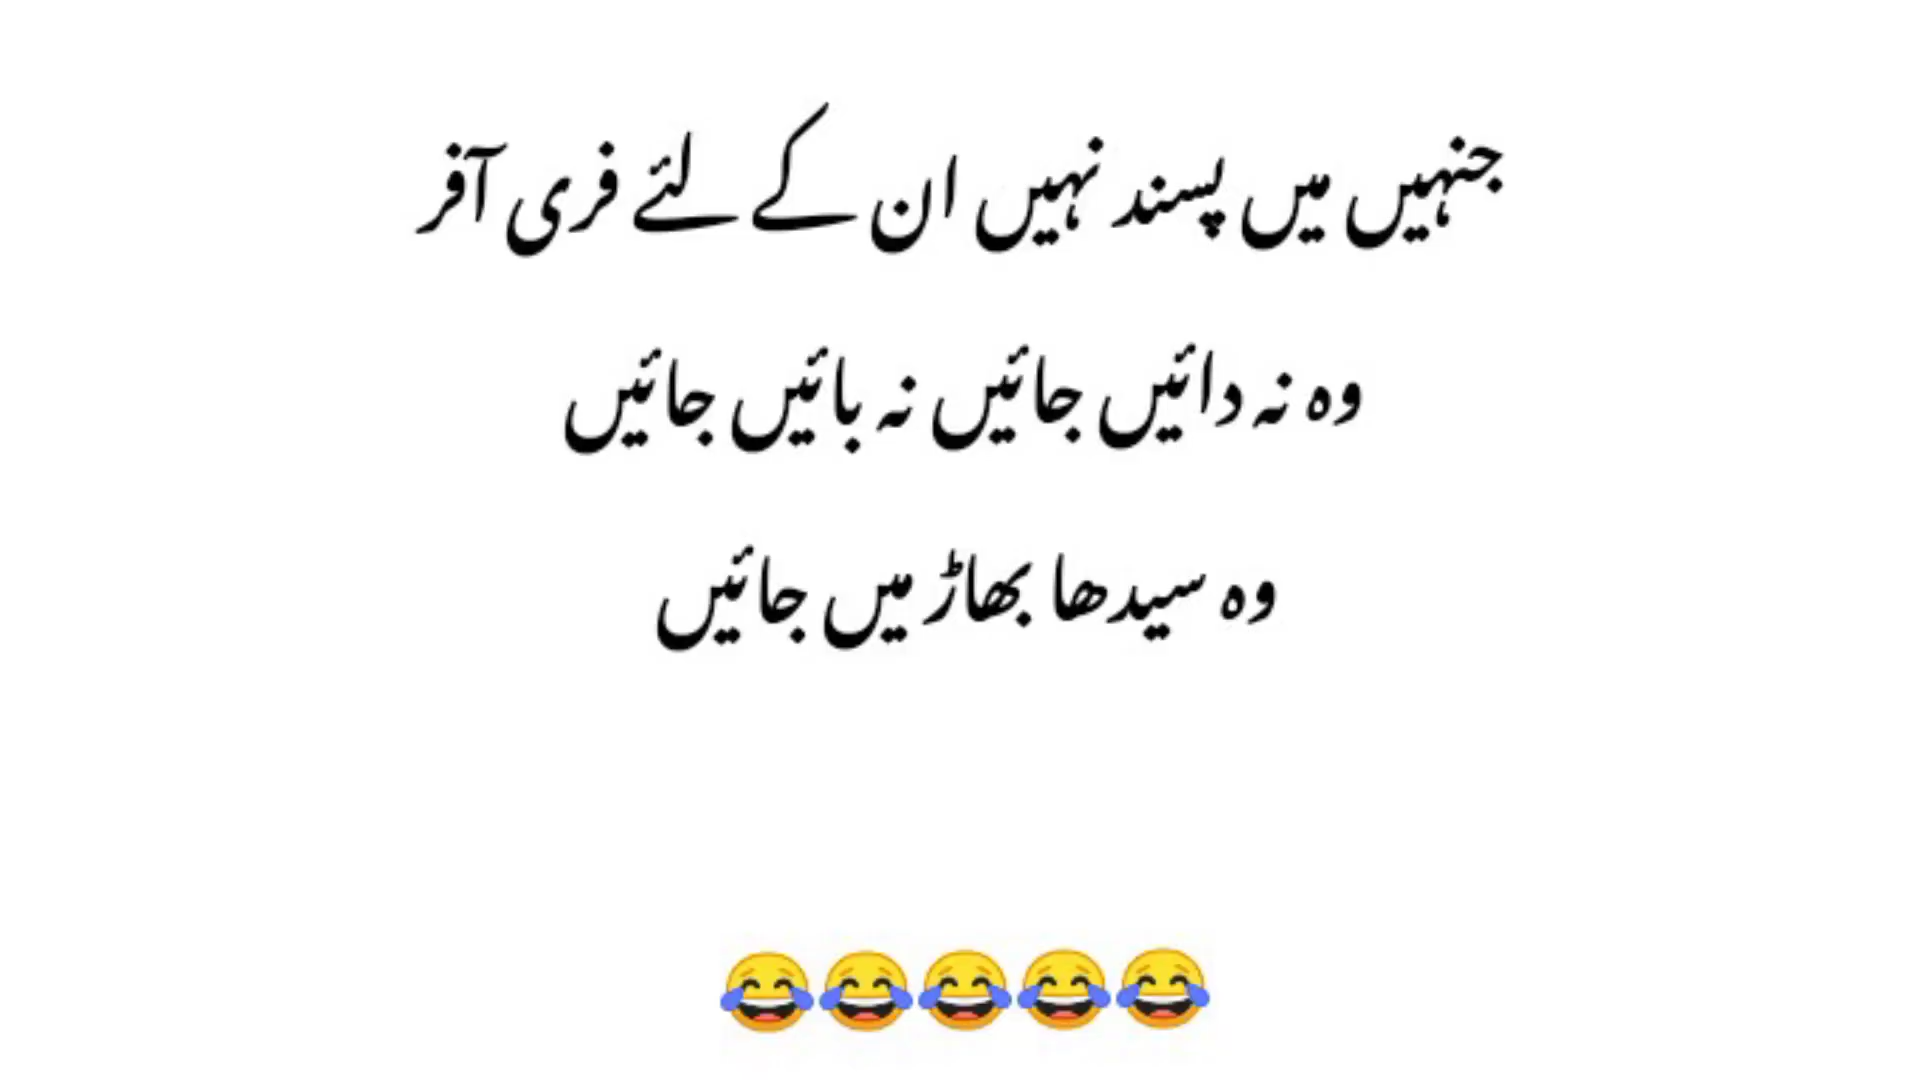 جنہیں میں پسند نہیں ان کے لئے فری آفر
وہ نہ دائیں جائیں نہ بائیں جائیں
وہ سیدھا بھاڑ میں جائیں
😂😂😂😂😂